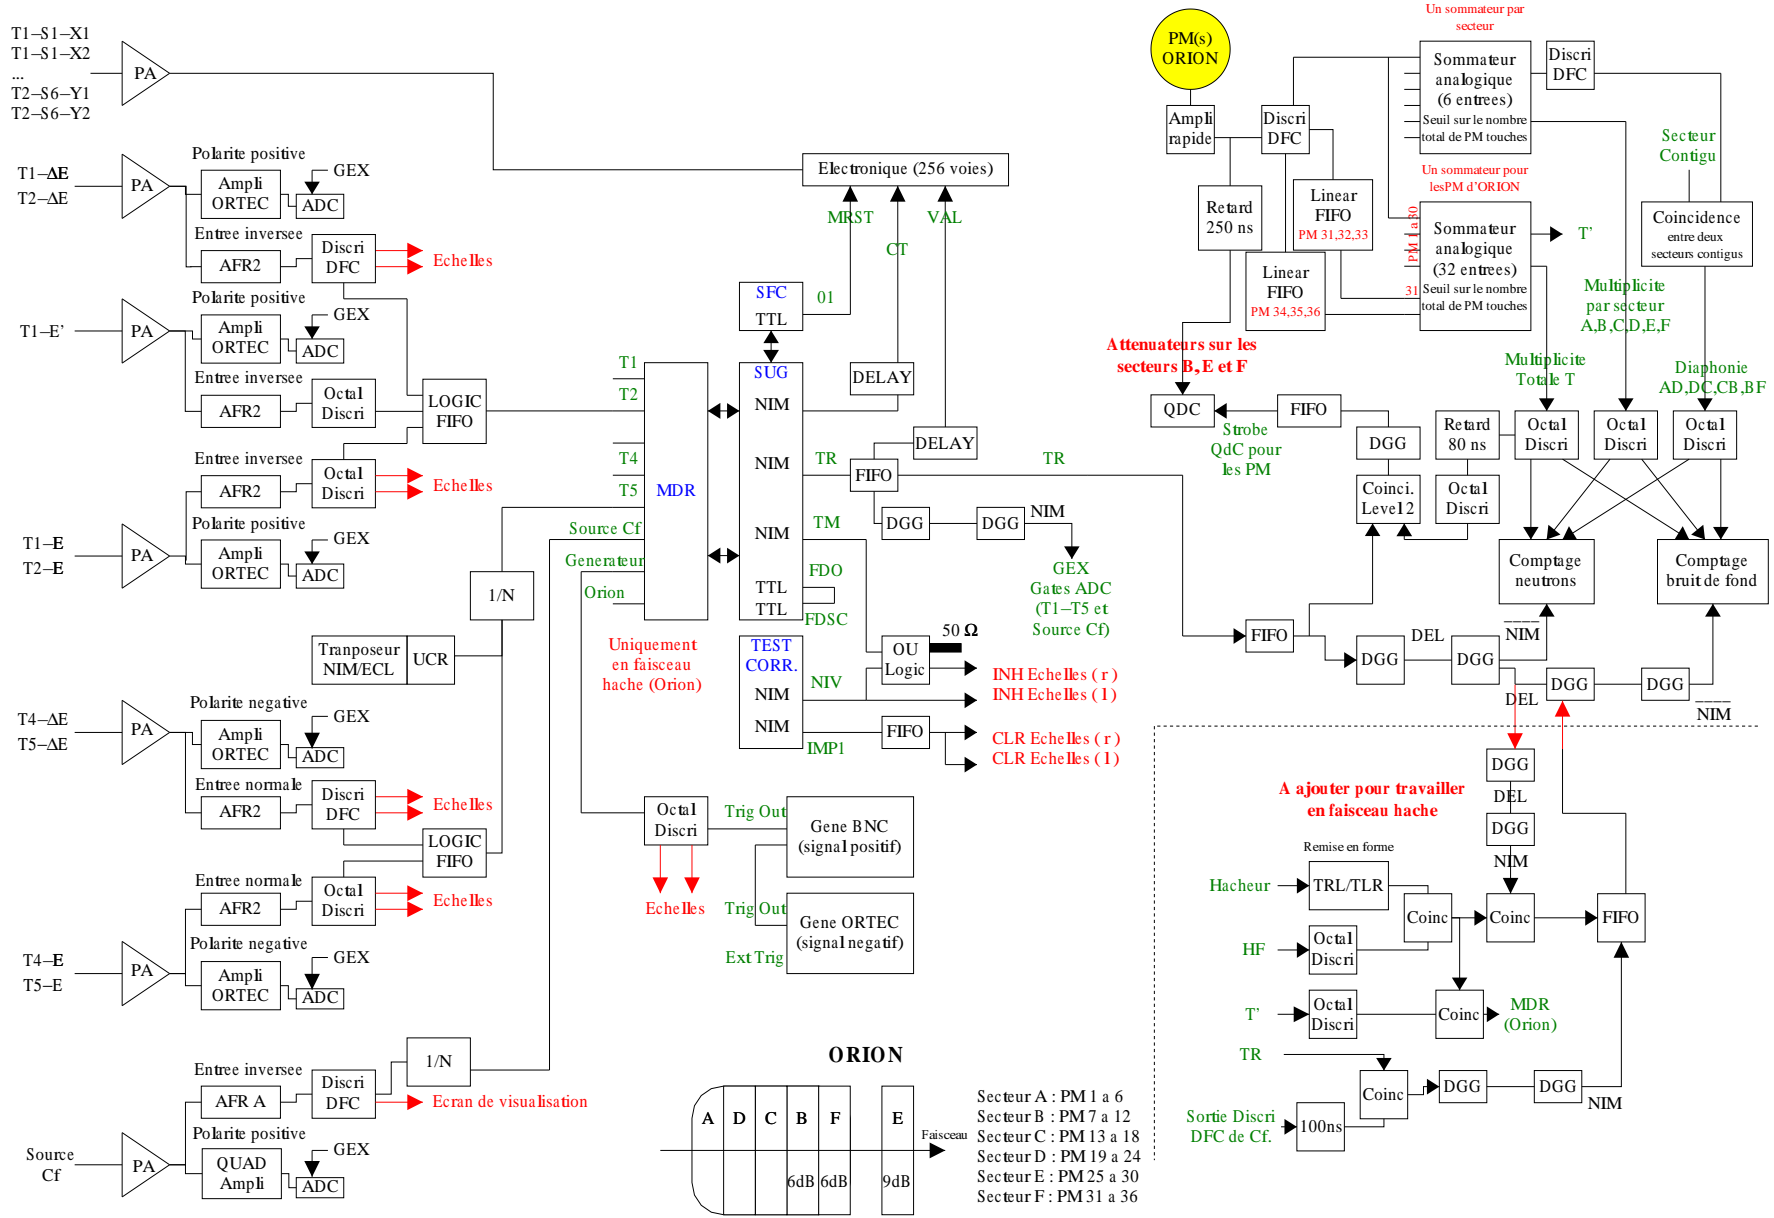 T1–S1–X1
T1–S1–X2
...
T2–S6–Y1
T2–S6–Y2
PA
T1–ΔE
T2–ΔE
PA
Polarite positive
Ampli
ORTEC
GEX
ADC
Entree inversee
AFR2
Discri
DFC
Echelles
T1–E'
PA
Polarite positive
Ampli
ORTEC
GEX
ADC
Entree inversee
AFR2
Octal
Discri
LOGIC
FIFO
Entree inversee
AFR2
Octal
Discri
Echelles
T1–E
T2–E
PA
Polarite positive
Ampli
ORTEC
GEX
ADC
1/N
Tranposeur
NIM/ECL
UCR
T4–ΔE
T5–ΔE
PA
Polarite negative
Ampli
ORTEC
GEX
ADC
Entree normale
AFR2
Discri
DFC
Echelles
LOGIC
FIFO
Entree normale
AFR2
Octal
Discri
Echelles
T4–E
T5–E
PA
Polarite negative
Ampli
ORTEC
GEX
ADC
1/N
Entree inversee
AFR A
Discri
DFC
Ecran de visualisation
Source
Cf
PA
Polarite positive
QUAD
Ampli
GEX
ADC
Electronique (256 voies)
MRST
CT
VAL
SFC
TTL
01
T1
T2
T4
T5
Source Cf
Generateur
Orion
MDR
Uniquement
en faisceau
hache (Orion)
SUG
NIM
NIM
NIM
TTL
TTL
DELAY
DELAY
TR
FIFO
TR
TM
FDO
FDSC
DGG
DGG
NIM
GEX
Gates ADC
(T1–T5 et
Source Cf)
TEST
CORR.
NIM
NIM
NIV
IMP1
OU
Logic
50 Ω
INH Echelles ( r )
INH Echelles ( l )
FIFO
CLR Echelles ( r )
CLR Echelles ( l )
Octal
Discri
Echelles
Trig Out
Gene BNC
(signal positif)
Trig Out
Ext Trig
Gene ORTEC
(signal negatif)
ORION
A
D
C
B
F
E
6dB
6dB
9dB
Faisceau
Secteur A : PM 1 a 6
Secteur B : PM 7 a 12
Secteur C : PM 13 a 18
Secteur D : PM 19 a 24
Secteur E : PM 25 a 30
Secteur F : PM 31 a 36
PM(s)
ORION
Ampli
rapide
Discri
DFC
Retard
250 ns
Linear
FIFO
PM 31,32,33
Linear
FIFO
PM 34,35,36
Un sommateur par
secteur
Sommateur
analogique
(6 entrees)
Seuil sur le nombre
total de PM touches
Discri
DFC
Un sommateur pour
lesPM d'ORION
PM 1 a 30
31
Sommateur
analogique
(32 entrees)
Seuil sur le nombre
total de PM touches
T'
Secteur
Contigu
Coincidence
entre deux
secteurs contigus
Multiplicite
par secteur
A,B,C,D,E,F
Attenuateurs sur les
secteurs B, E et F
Multiplicite
Totale T
Diaphonie
AD,DC,CB,BF
QDC
Strobe
QdC pour
les PM
FIFO
DGG
Retard
80 ns
Octal
Discri
Octal
Discri
Octal
Discri
Coinci.
Level 2
Octal
Discri
Comptage
neutrons
Comptage
bruit de fond
FIFO
DGG
DEL
DGG
NIM
DEL
DGG
DGG
NIM
A ajouter pour travailler
en faisceau hache
DGG
DEL
DGG
NIM
Remise en forme
Hacheur
TRL/TLR
Coinc
Coinc
FIFO
HF
Octal
Discri
T'
Octal
Discri
Coinc
MDR
(Orion)
TR
Coinc
DGG
DGG
NIM
Sortie Discri
DFC de Cf.
100ns